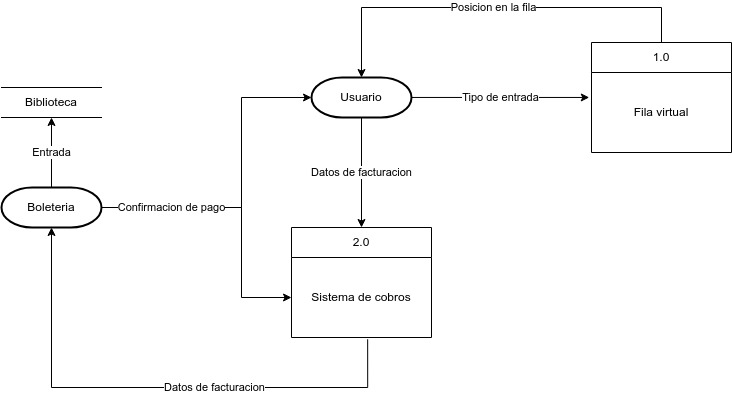 Posicion en la fila
1.0
Biblioteca
Usuario
Tipo de entrada
Fila virtual
Entrada
Datos de facturacion
Boleteria
Confirmacion de pago
2.0
Sistema de cobros
Datos de facturacion